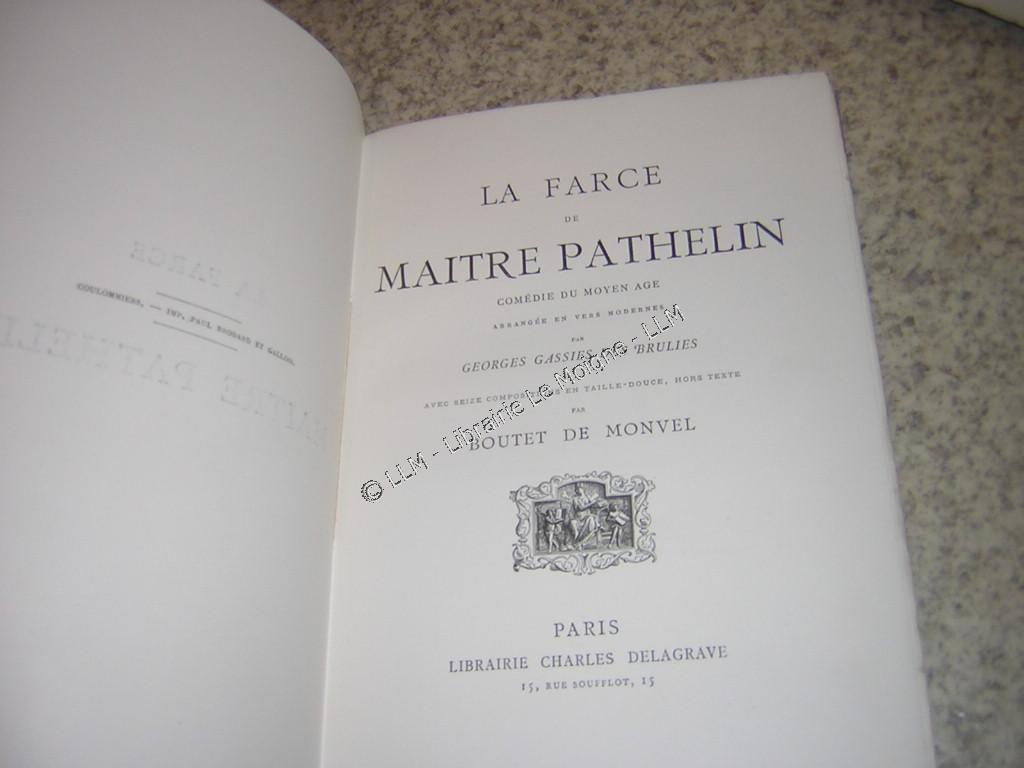 COULOMMIERS. — IMP. PAUL BRODARD ET GALLOIS.
LA FARCE
DE
MAITRE PATHELIN
COMÉDIE DU MOYEN AGE
ARRANGÉE EN VERS MODERNES
PAR
GEORGES GASSIES BRULIES
AVEC SEIZE COMPOSITIONS EN TAILLE-DOUCE, HORS TEXTE
PAR
BOUTET DE MONVEL
© LLM - Librairie Le Moigne - LLM
PARIS
LIBRAIRIE CHARLES DELAGRAVE
15, RUE SOUFFLOT, 15